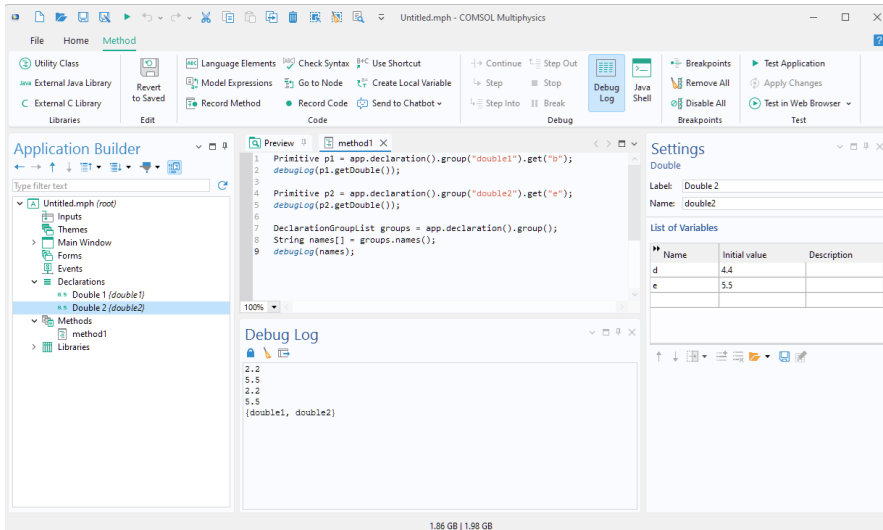 Untitled.mph - COMSOL Multiphysics
File Home Method
Utility Class
Java External Java Library
C External C Library
Libraries
Revert
to Saved
Edit
Language Elements Check Syntax Use Shortcut
Model Expressions Go to Node Create Local Variable
Record Method Record Code Send to Chatbot
Code
Continue Step Out
Step Stop
Step Into Break
Debug
Log
Java
Shell
Debug
Breakpoints
Remove All
Disable All
Breakpoints
Test Application
Apply Changes
Test in Web Browser
Test
Application Builder
Type filter text
Untitled.mph (root)
Inputs
Themes
Main Window
Forms
Events
Declarations
Double 1 (double1)
Double 2 (double2)
Methods
method1
Libraries
Preview method1
1 Primitive p1 = app.declaration().group("double1").get("b");
2 debugLog(p1.getDouble());
3
4 Primitive p2 = app.declaration().group("double2").get("e");
5 debugLog(p2.getDouble());
6
7 DeclarationGroupList groups = app.declaration().group();
8 String names[] = groups.names();
9 debugLog(names);
100%
Debug Log
2.2
5.5
2.2
5.5
{double1, double2}
Settings
Double
Label: Double 2
Name: double2
List of Variables
Name Initial value Description
d 4.4
e 5.5
1.86 GB | 1.98 GB